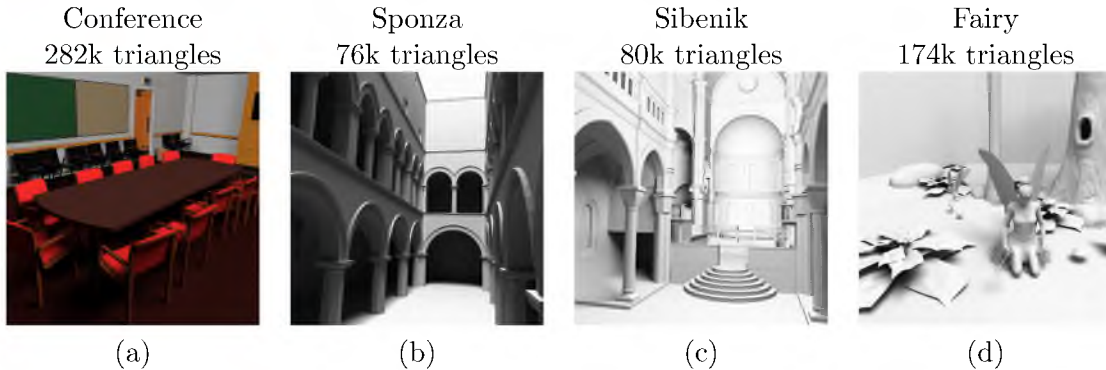 Conference
282k triangles
Sponza
76k triangles
Sibenik
80k triangles
Fairy
174k triangles
(a)
(b)
(c)
(d)